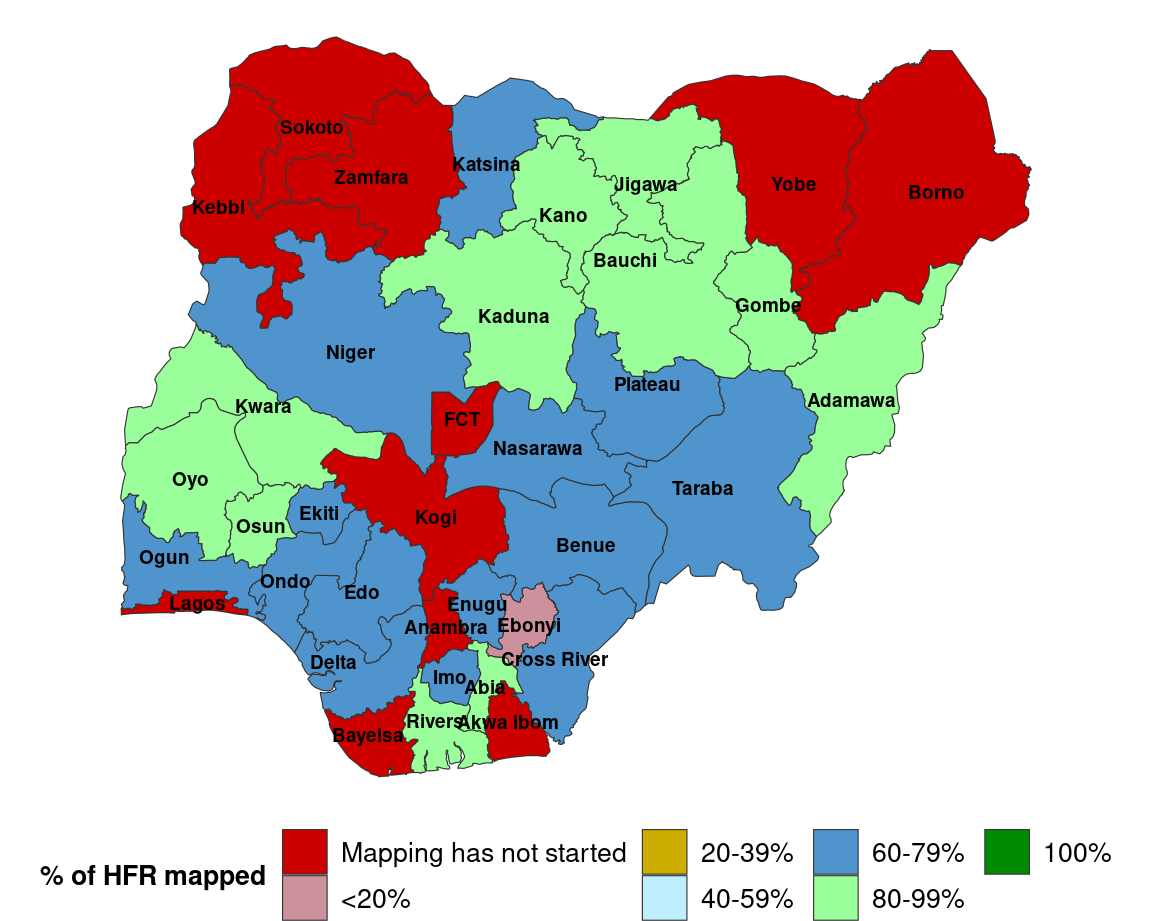 Sokoto
Katsina
Zamfara
Jigawa
Yobe
Borno
Kebbi
Kano
Bauchi
Gombe
Kaduna
Niger
Plateau
Adamawa
Kwara
FCT
Nasarawa
Oyo
Taraba
Ekiti
Kogi
Osun
Benue
Ogun
Ondo
Edo
Lagos
Enugu
Anambra
Ebonyi
Delta
Cross River
Imo
Abia
Rivers
Akwa Ibom
Bayelsa
% of HFR mapped
Mapping has not started
<20%
20-39%
40-59%
60-79%
80-99%
100%